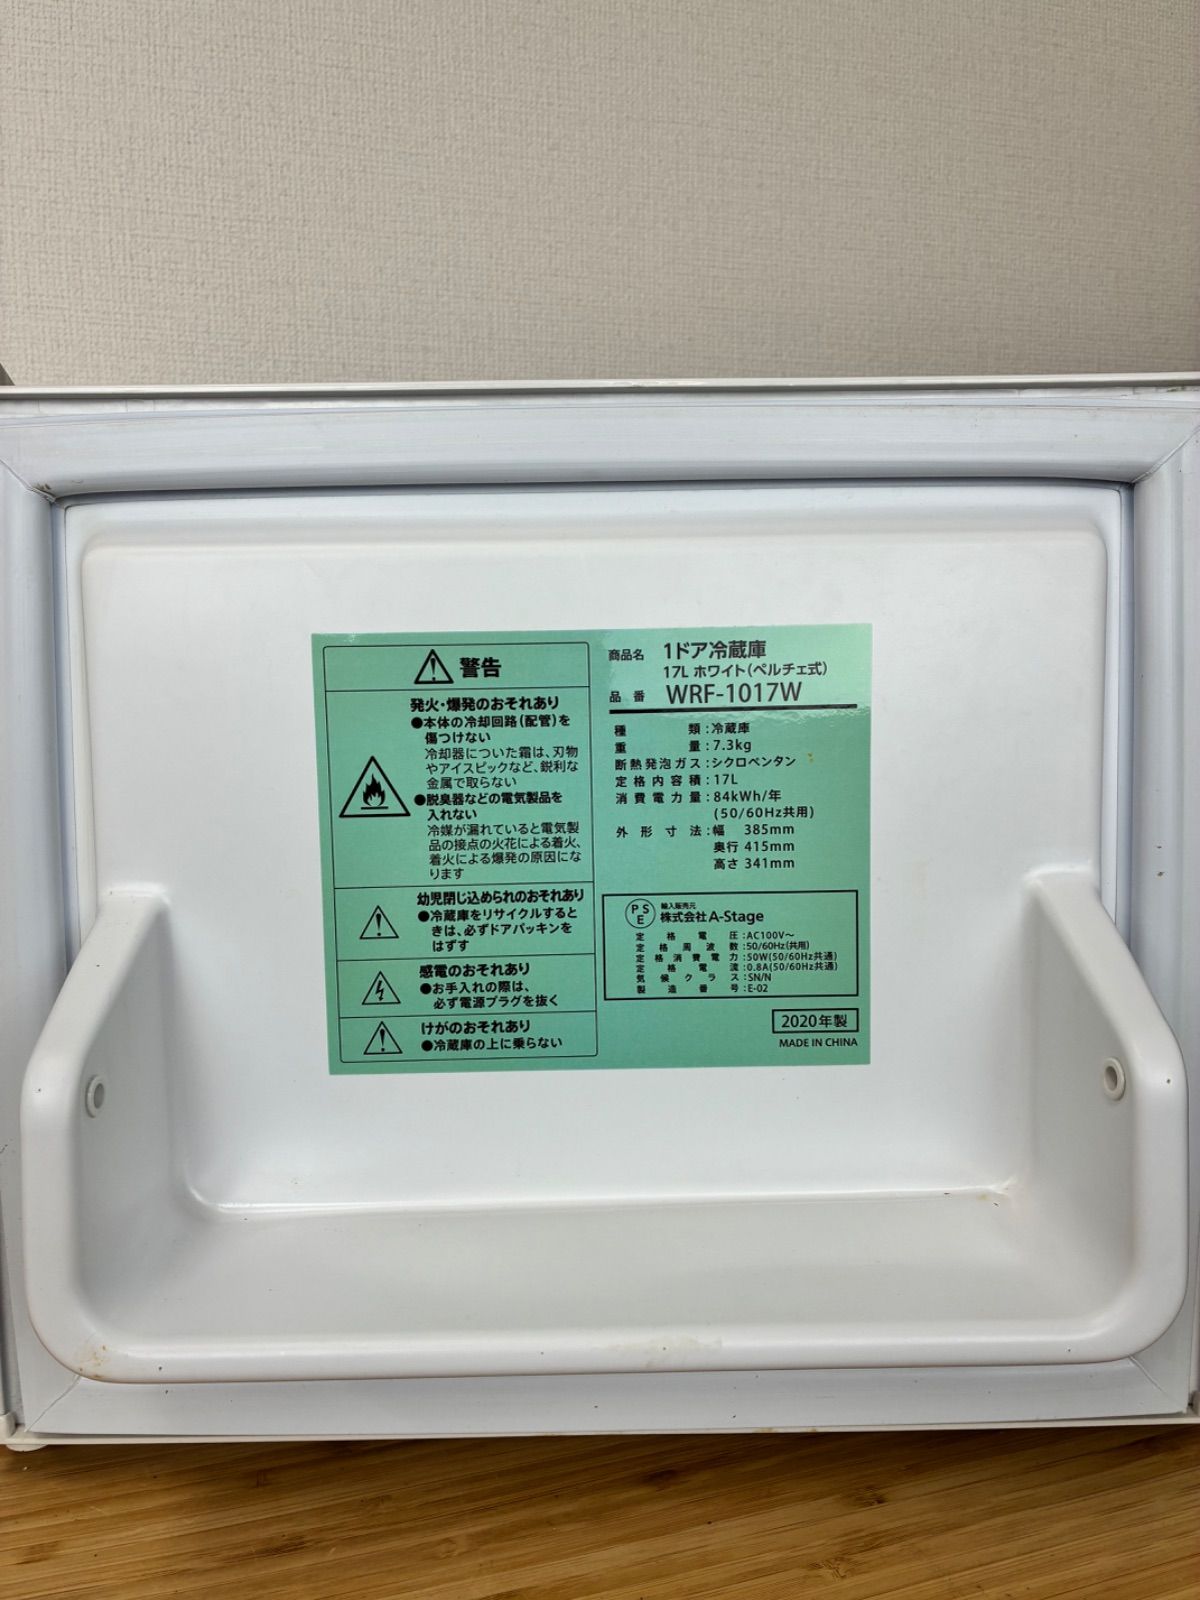 警告
発火・爆発のおそれあり
●本体の冷却回路(配管)を
傷つけない
冷却器についた霜は、刃物
やアイスピックなど、鋭利な
金属で取らない
●脱臭器などの電気製品を
入れない
冷媒が漏れていると電気製
品の接点の火花による着火、
着火による爆発の原因にな
ります
幼児閉じ込められのおそれあり
●冷蔵庫をリサイクルすると
きは、必ずドアパッキンを
はずす
感電のおそれあり
●お手入れの際は、
必ず電源プラグを抜く
けがのおそれあり
●冷蔵庫の上に乗らない
商品名 1ドア冷蔵庫
17L ホワイト(ペルチェ式)
品番 WRF-1017W
種類:冷蔵庫
重量:7.3kg
断熱発泡ガス:シクロペンタン
定格内容積:17L
消費電力量:84kWh/年
(50/60Hz共用)
外形寸法:幅 385mm
奥行 415mm
高さ 341mm
PSE
輸入販売元
株式会社A-Stage
定格電圧:AC100V～
定格周波数:50/60Hz(共用)
定格消費電力:50W(50/60Hz共通)
定格電流:0.8A(50/60Hz共通)
気候クラス:SN/N
製造番号:E-02
2020年製
MADE IN CHINA